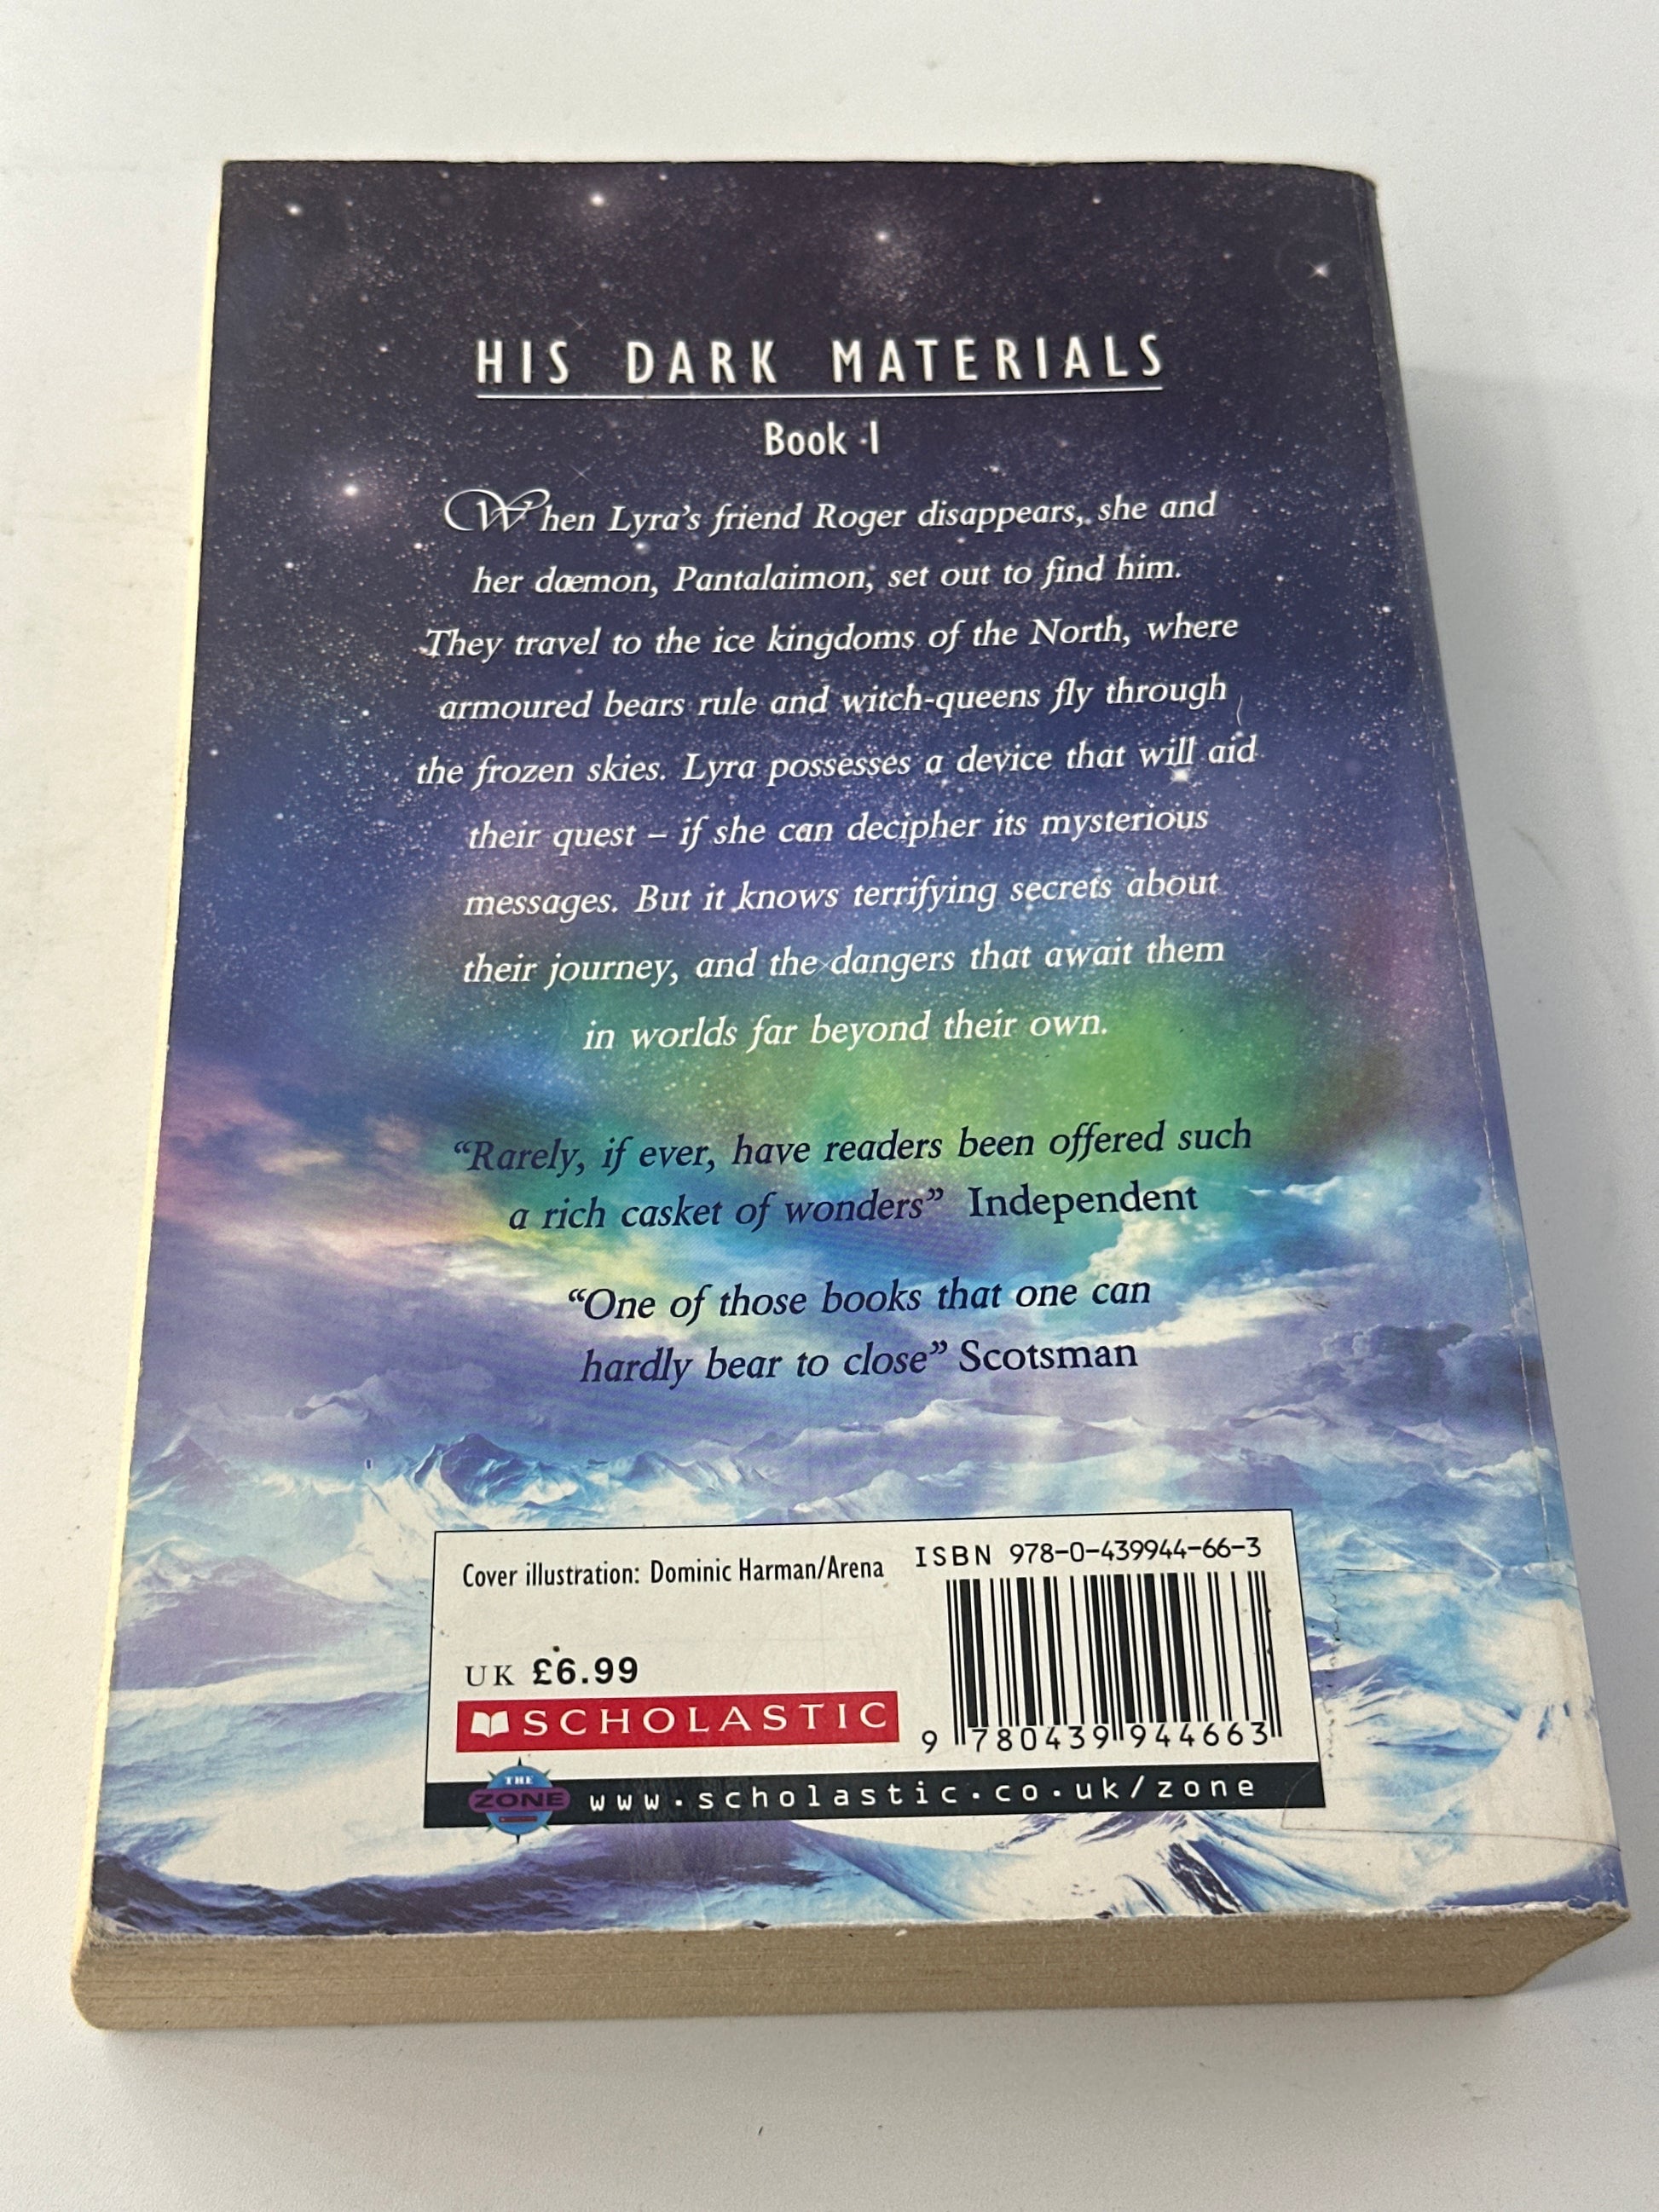 HIS DARK MATERIALS
Book 1
When Lyra's friend Roger disappears, she and
her dæmon, Pantalaimon, set out to find him.
They travel to the ice kingdoms of the North, where
armoured bears rule and witch-queens fly through
the frozen skies. Lyra possesses a device that will aid
their quest – if she can decipher its mysterious
messages. But it knows terrifying secrets about
their journey, and the dangers that await them
in worlds far beyond their own.
“Rarely, if ever, have readers been offered such
a rich casket of wonders” Independent
“One of those books that one can
hardly bear to close” Scotsman
Cover illustration: Dominic Harman/Arena
ISBN 978-0-439944-66-3
UK £6.99
SCHOLASTIC
9 780439 944663
THE
ZONE
www.scholastic.co.uk/zone